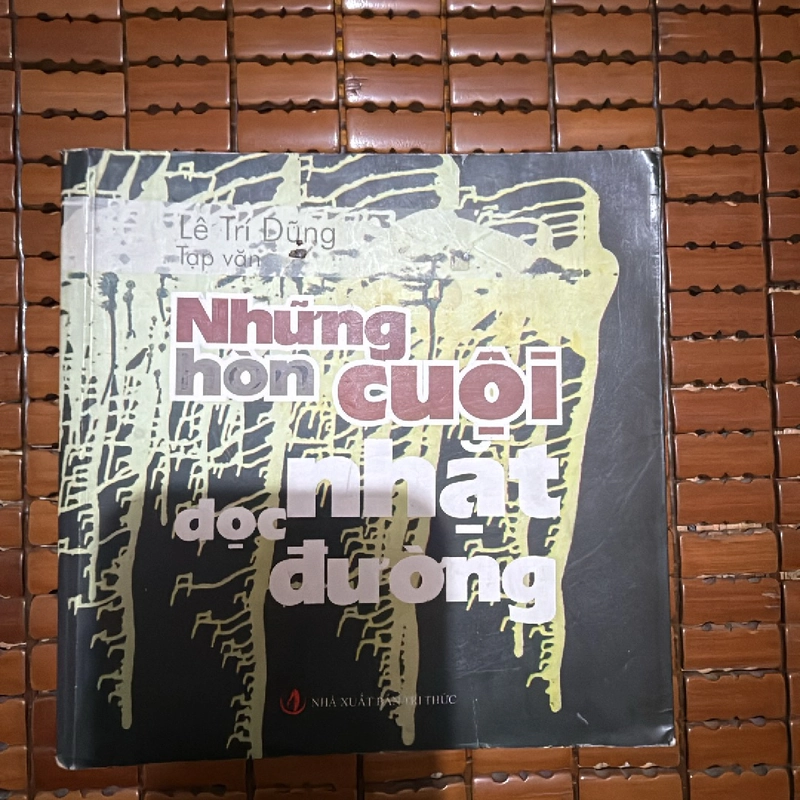 Lê Trí Dũng
Tạp văn
Những
hòn cuội
nhặt
dọc
đường
NHÀ XUẤT BẢN TRI THỨC